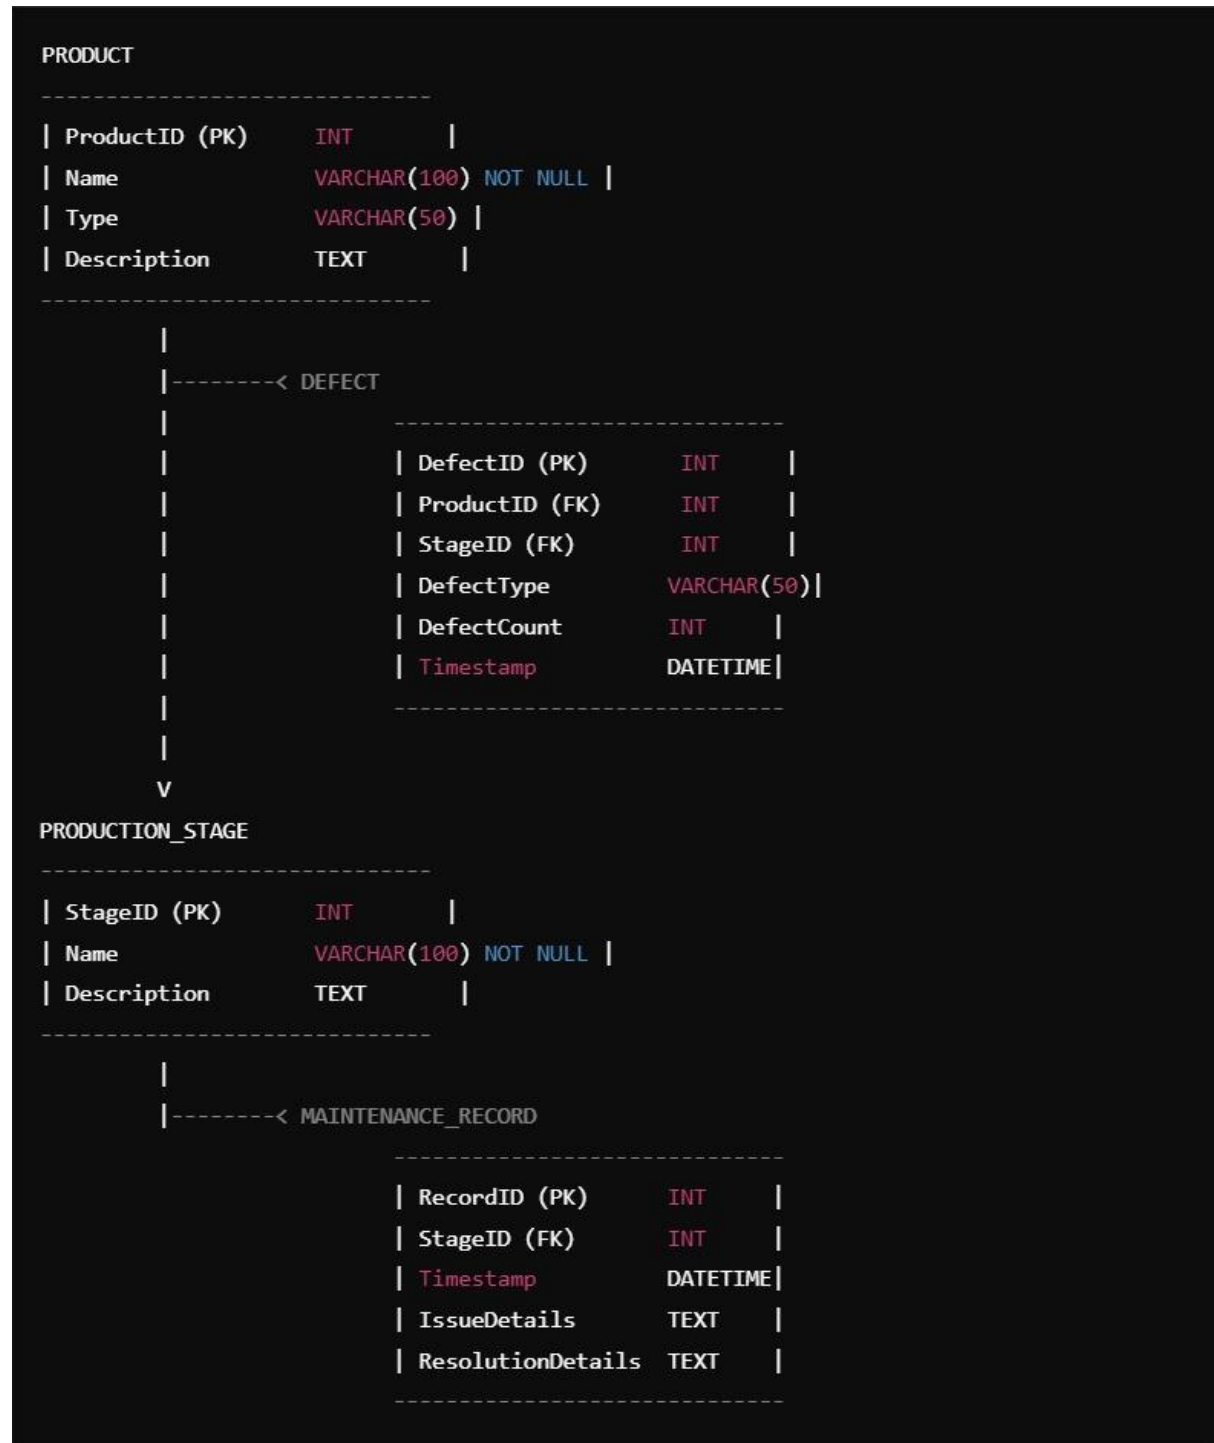 PRODUCT
------------------------------
| ProductID (PK)     INT       |
| Name               VARCHAR(100) NOT NULL |
| Type               VARCHAR(50) |
| Description        TEXT       |
------------------------------
         |
         |--------< DEFECT
         |                 ------------------------------
         |                 | DefectID (PK)       INT     |
         |                 | ProductID (FK)      INT     |
         |                 | StageID (FK)        INT     |
         |                 | DefectType         VARCHAR(50)|
         |                 | DefectCount        INT     |
         |                 | Timestamp          DATETIME|
         |                 ------------------------------
         |
         V
PRODUCTION_STAGE
------------------------------
| StageID (PK)       INT       |
| Name               VARCHAR(100) NOT NULL |
| Description        TEXT       |
------------------------------
         |
         |--------< MAINTENANCE_RECORD
                           ------------------------------
                           | RecordID (PK)      INT     |
                           | StageID (FK)       INT     |
                           | Timestamp          DATETIME|
                           | IssueDetails       TEXT    |
                           | ResolutionDetails  TEXT    |
                           ------------------------------